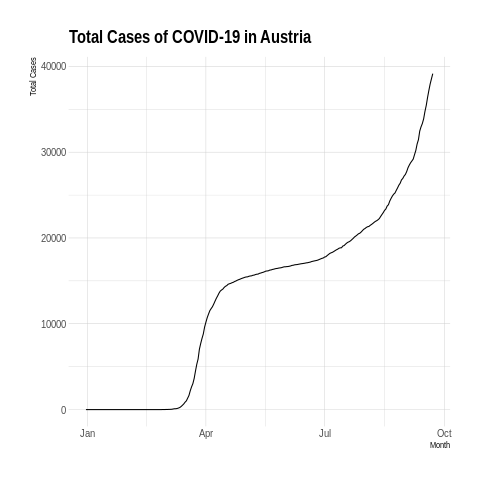 Total Cases of COVID-19 in Austria
Total Cases
40000
30000
20000
10000
0
Jan Apr Jul Oct
Month